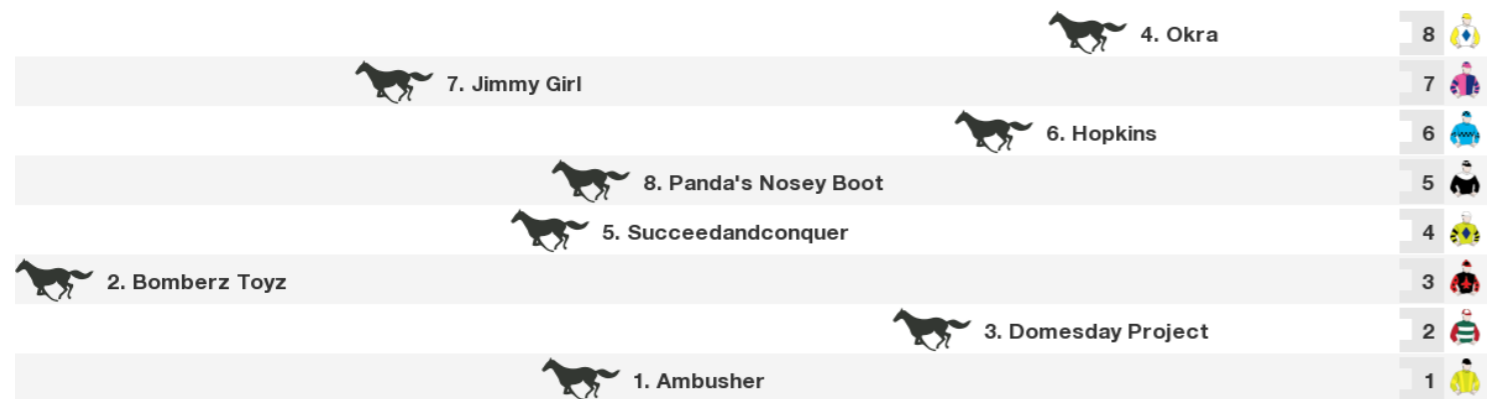 4. Okra 8
7. Jimmy Girl 7
6. Hopkins 6
8. Panda's Nosey Boot 5
5. Succeedandconquer 4
2. Bomberz Toyz 3
3. Domesday Project 2
1. Ambusher 1